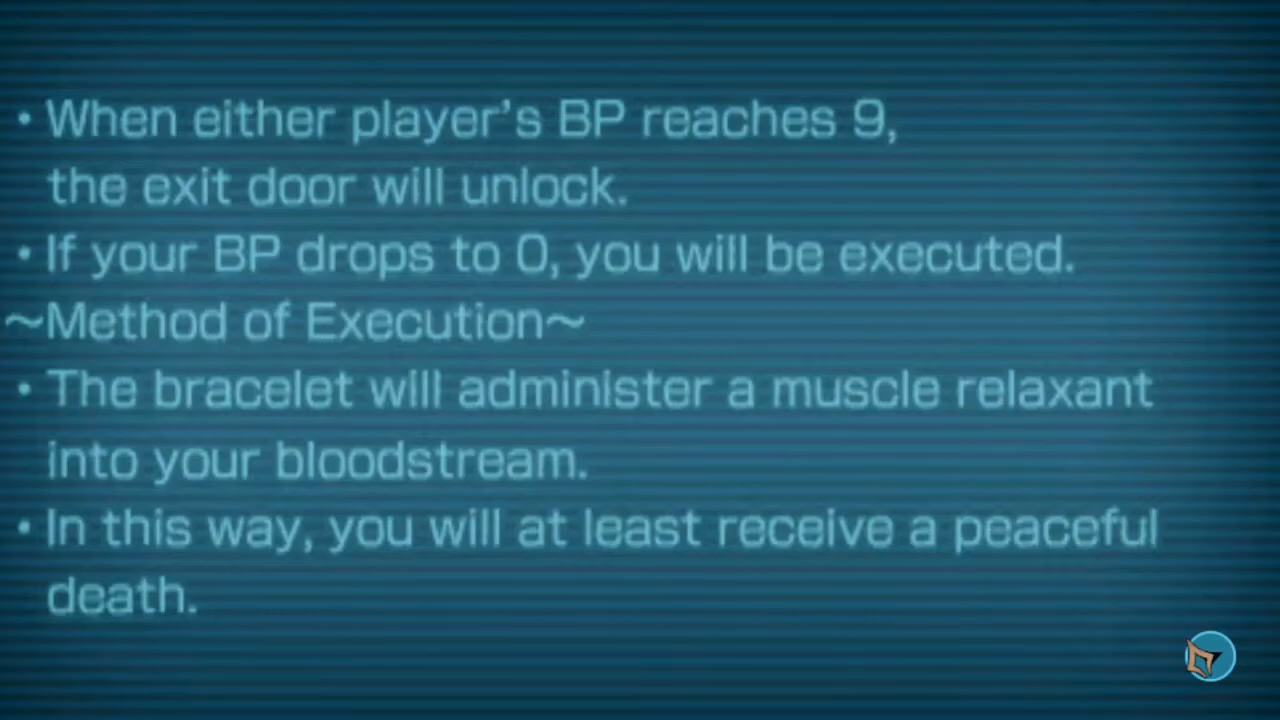 • When either player's BP reaches 9,
the exit door will unlock.
• If your BP drops to 0, you will be executed.
～Method of Execution～
• The bracelet will administer a muscle relaxant
into your bloodstream.
• In this way, you will at least receive a peaceful
death.